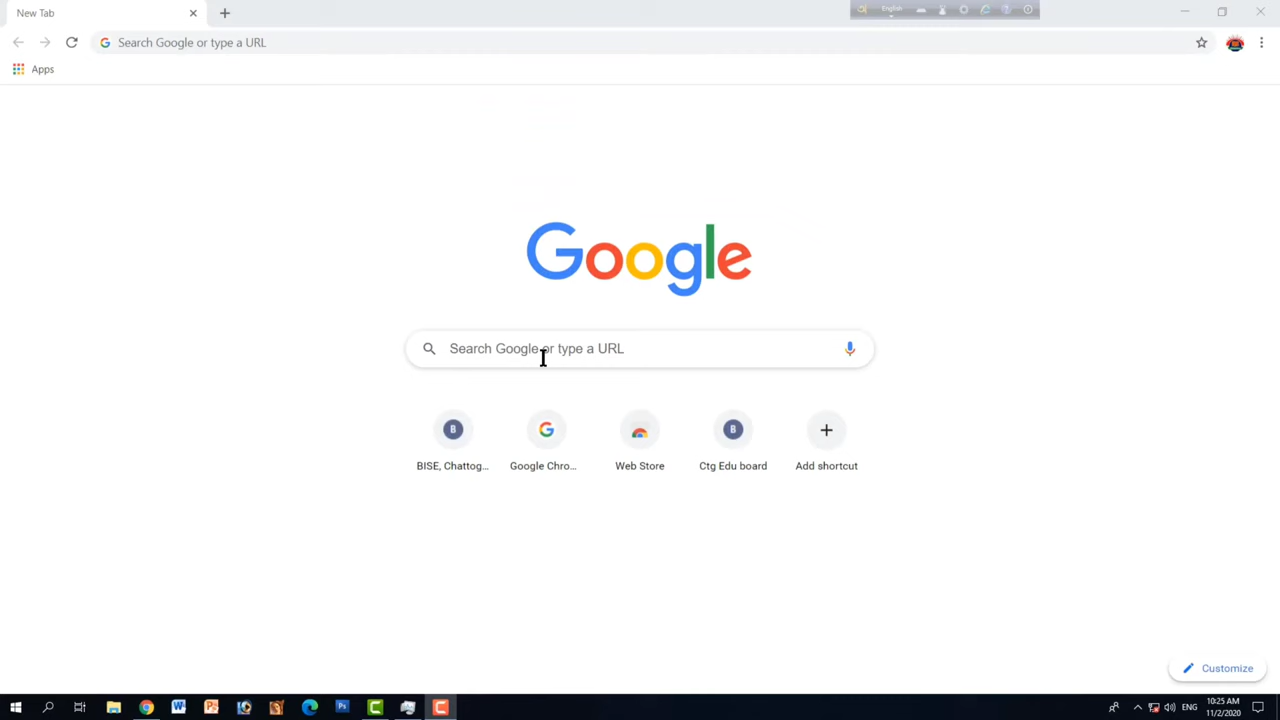 New Tab
English
Search Google or type a URL
Apps
Google
Search Google or type a URL
B
B
BISE, Chattog...
Google Chro...
Web Store
Ctg Edu board
Add shortcut
Customize
10:25 AM
ENG
11/2/2020